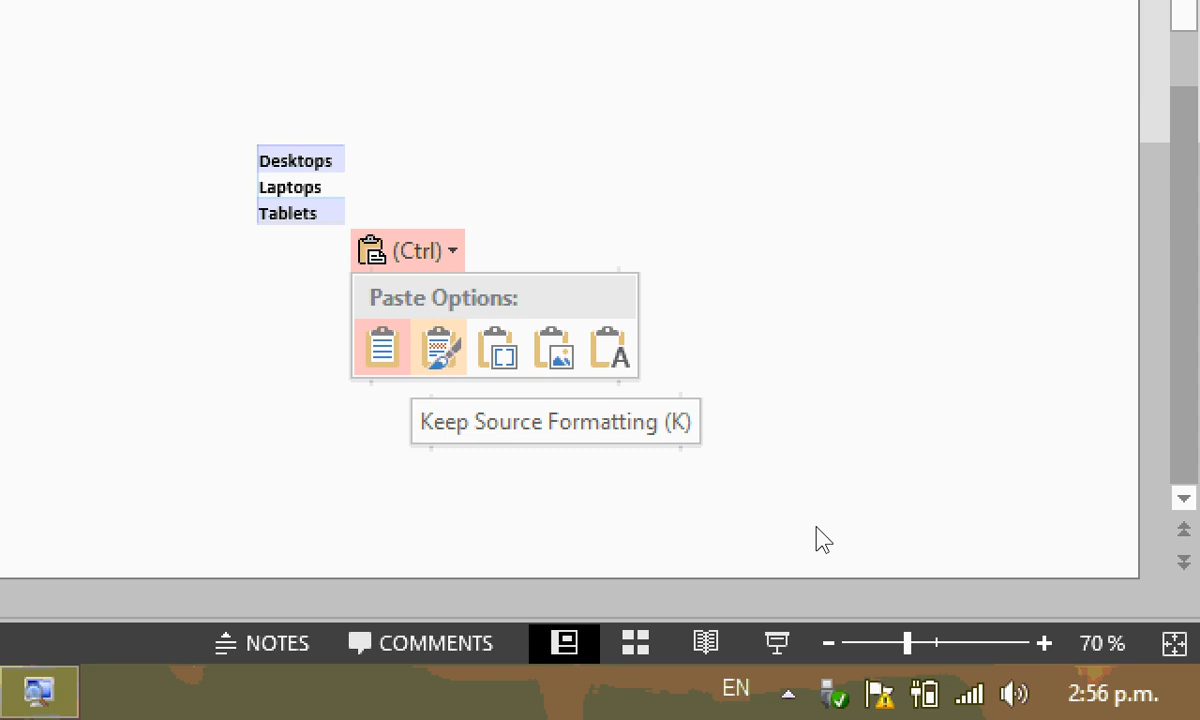 Desktops
Laptops
Tablets
(Ctrl)
Paste Options:
A
Keep Source Formatting (K)
NOTES COMMENTS 70 %
EN 2:56 p.m.